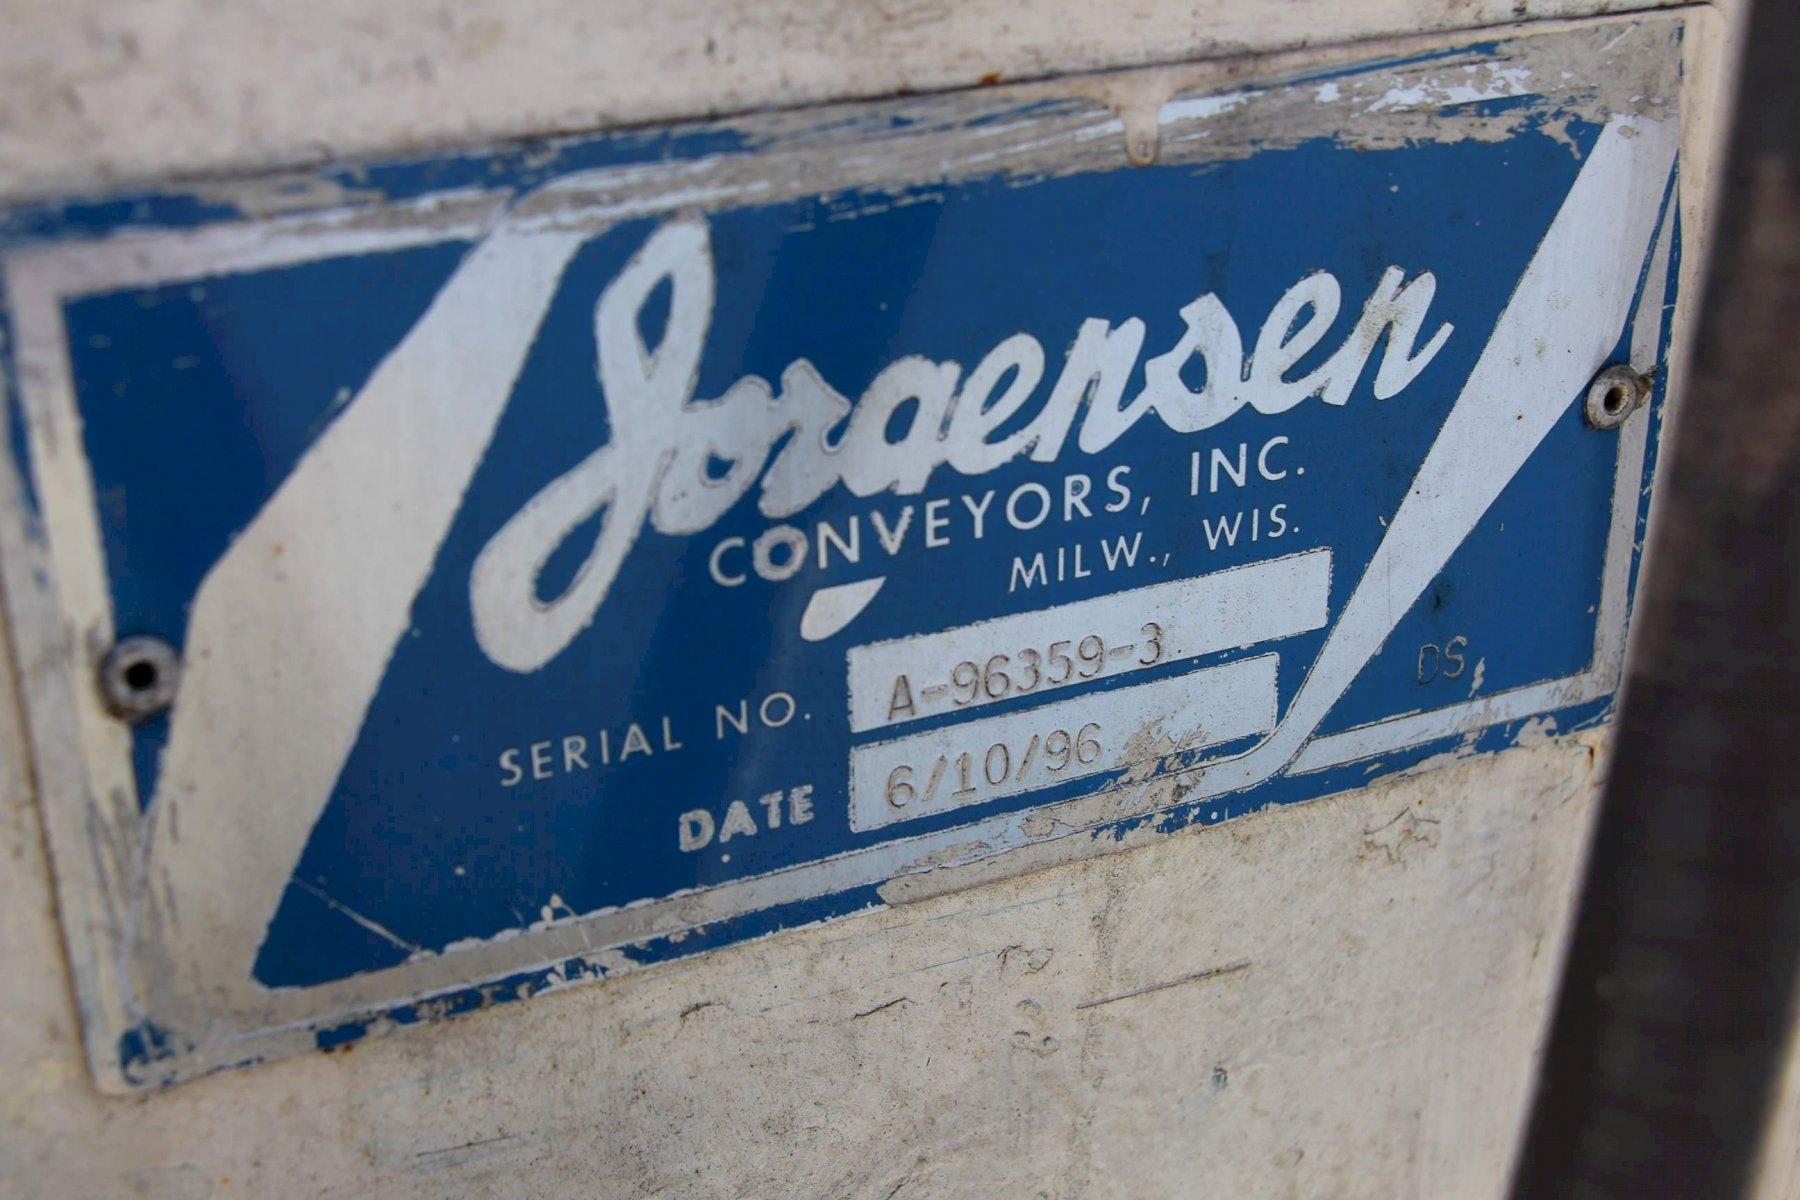 Jorgensen
CONVEYORS, INC.
MILW., WIS.
SERIAL NO. A-96359-3
DATE 6/10/96
DS